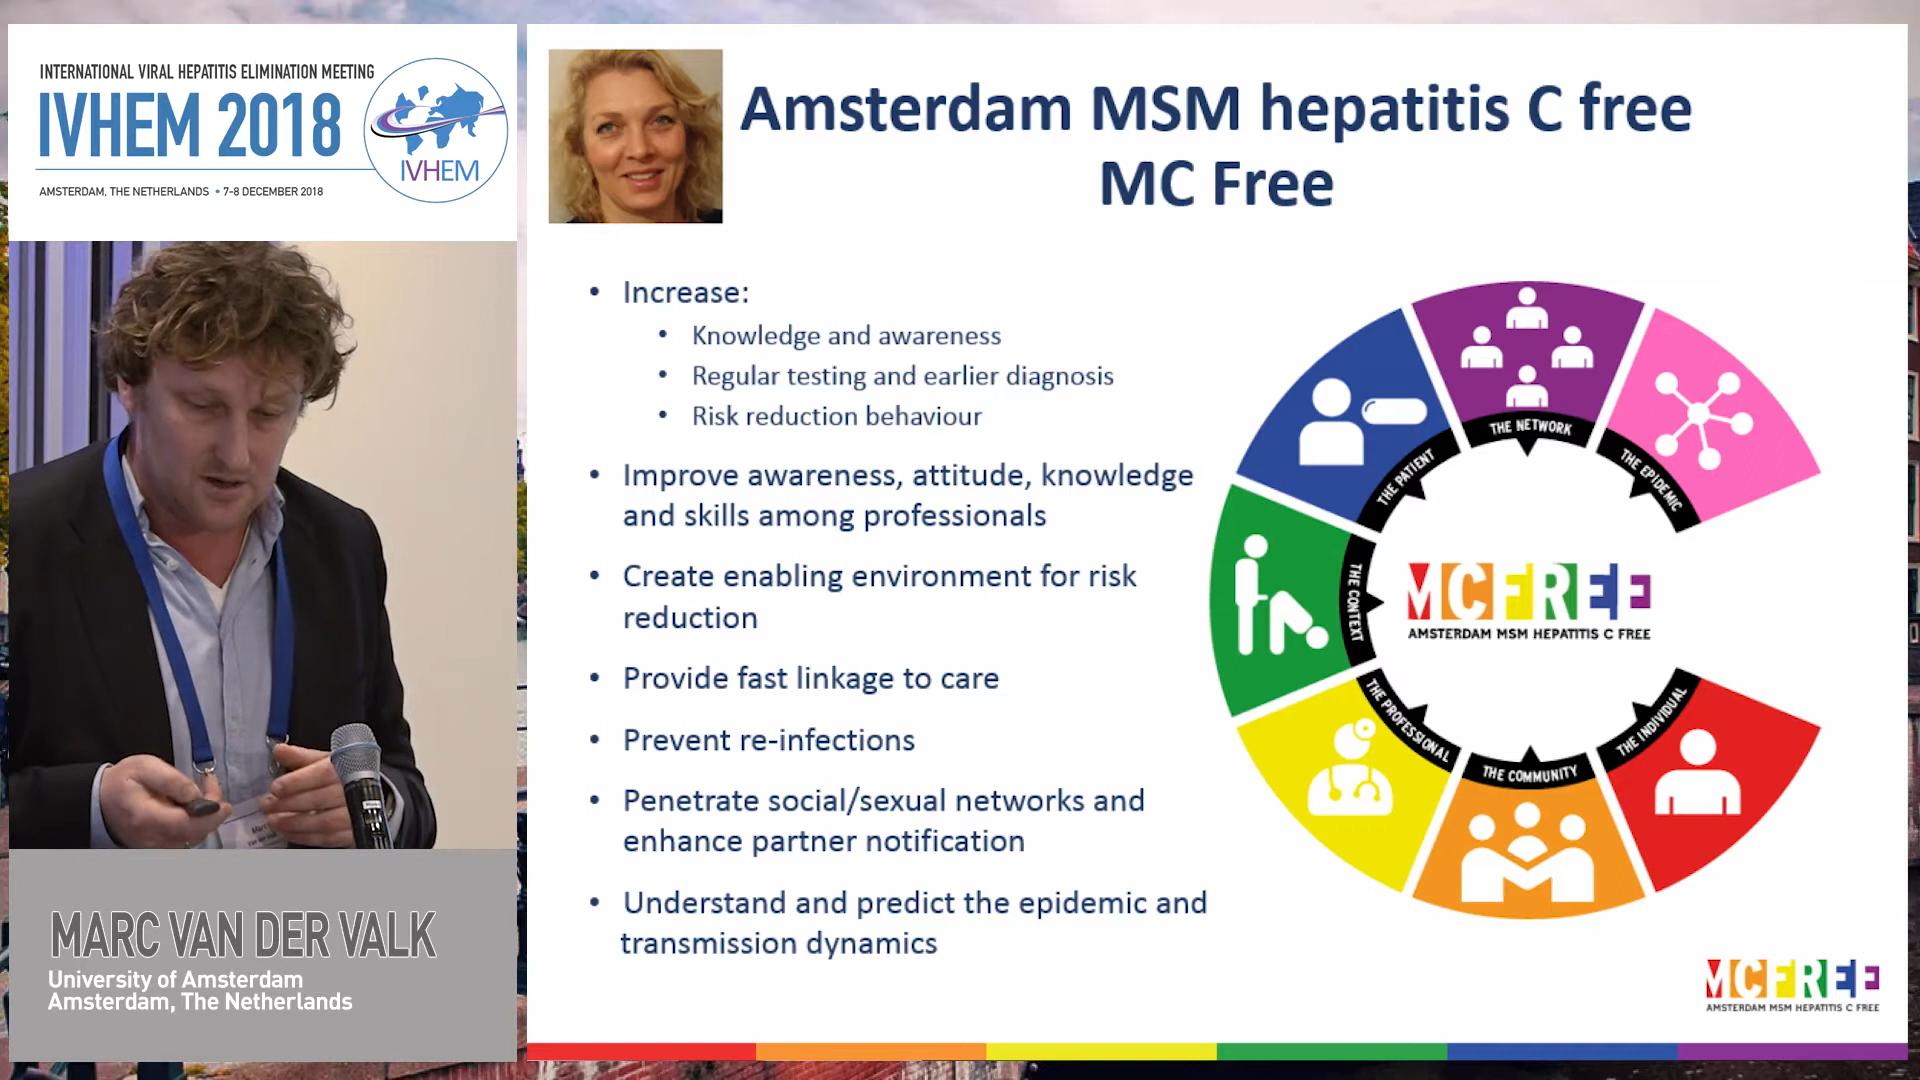 INTERNATIONAL VIRAL HEPATITIS ELIMINATION MEETING
IVHEM 2018
IVHEM
AMSTERDAM, THE NETHERLANDS • 7-8 DECEMBER 2018
MARC VAN DER VALK
University of Amsterdam
Amsterdam, The Netherlands
Amsterdam MSM hepatitis C free
MC Free
• Increase:
• Knowledge and awareness
• Regular testing and earlier diagnosis
• Risk reduction behaviour
• Improve awareness, attitude, knowledge
and skills among professionals
• Create enabling environment for risk
reduction
• Provide fast linkage to care
• Prevent re-infections
• Penetrate social/sexual networks and
enhance partner notification
• Understand and predict the epidemic and
transmission dynamics
THE EPIDEMIC
THE NETWORK
THE PATIENT
THE CONTEXT
THE PROFESSIONAL
THE COMMUNITY
THE INDIVIDUAL
MCFREE
AMSTERDAM MSM HEPATITIS C FREE
MCFREE
AMSTERDAM MSM HEPATITIS C FREE